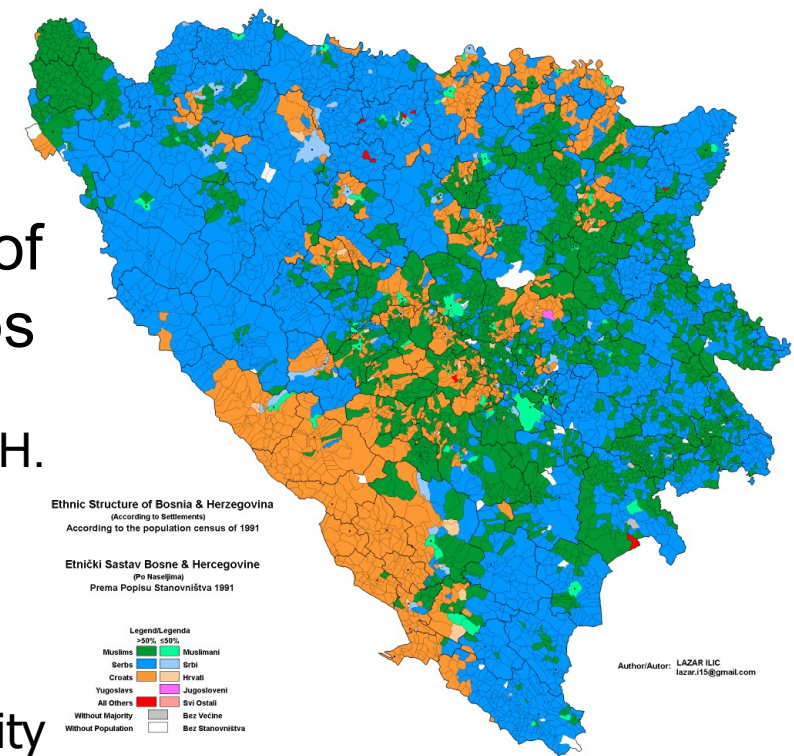 of
os
H.
Ethnic Structure of Bosnia & Herzegovina
(According to Settlements)
According to the population census of 1991
Etnički Sastav Bosne & Hercegovine
(Po Naseljima)
Prema Popisu Stanovništva 1991
Legend/Legenda
>50% ≤50%
Muslims Muslimani
Serbs Srbi
Croats Hrvati
Yugoslavs Jugosloveni
All Others Svi Ostali
Without Majority Bez Većine
Without Population Bez Stanovništva
Author/Autor: LAZAR ILIC
lazar.i15@gmail.com
ity